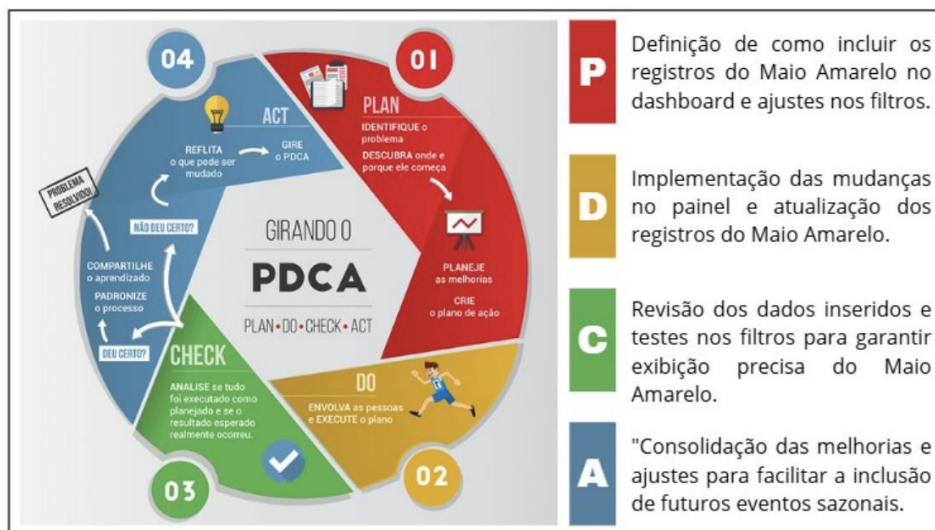 04
ACT
REFLITA
o que pode ser
mudado
GIRE
o PDCA
PROBLEMA
RESOLVIDO!
NÃO DEU CERTO?
COMPARTILHE
o aprendizado
PADRONIZE
o processo
DEU CERTO?
01
PLAN
IDENTIFIQUE o
problema
DESCUBRA onde e
porque ele começa
PLANEJE
as melhorias
CRIE
o plano de ação
GIRANDO O
PDCA
PLAN•DO•CHECK•ACT
DO
ENVOLVA as pessoas
e EXECUTE o plano
02
CHECK
ANALISE se tudo
foi executado como
planejado e se o
resultado esperado
realmente ocorreu.
03
P
Definição de como incluir os
registros do Maio Amarelo no
dashboard e ajustes nos filtros.
D
Implementação das mudanças
no painel e atualização dos
registros do Maio Amarelo.
C
Revisão dos dados inseridos e
testes nos filtros para garantir
exibição precisa do Maio
Amarelo.
A
"Consolidação das melhorias e
ajustes para facilitar a inclusão
de futuros eventos sazonais.